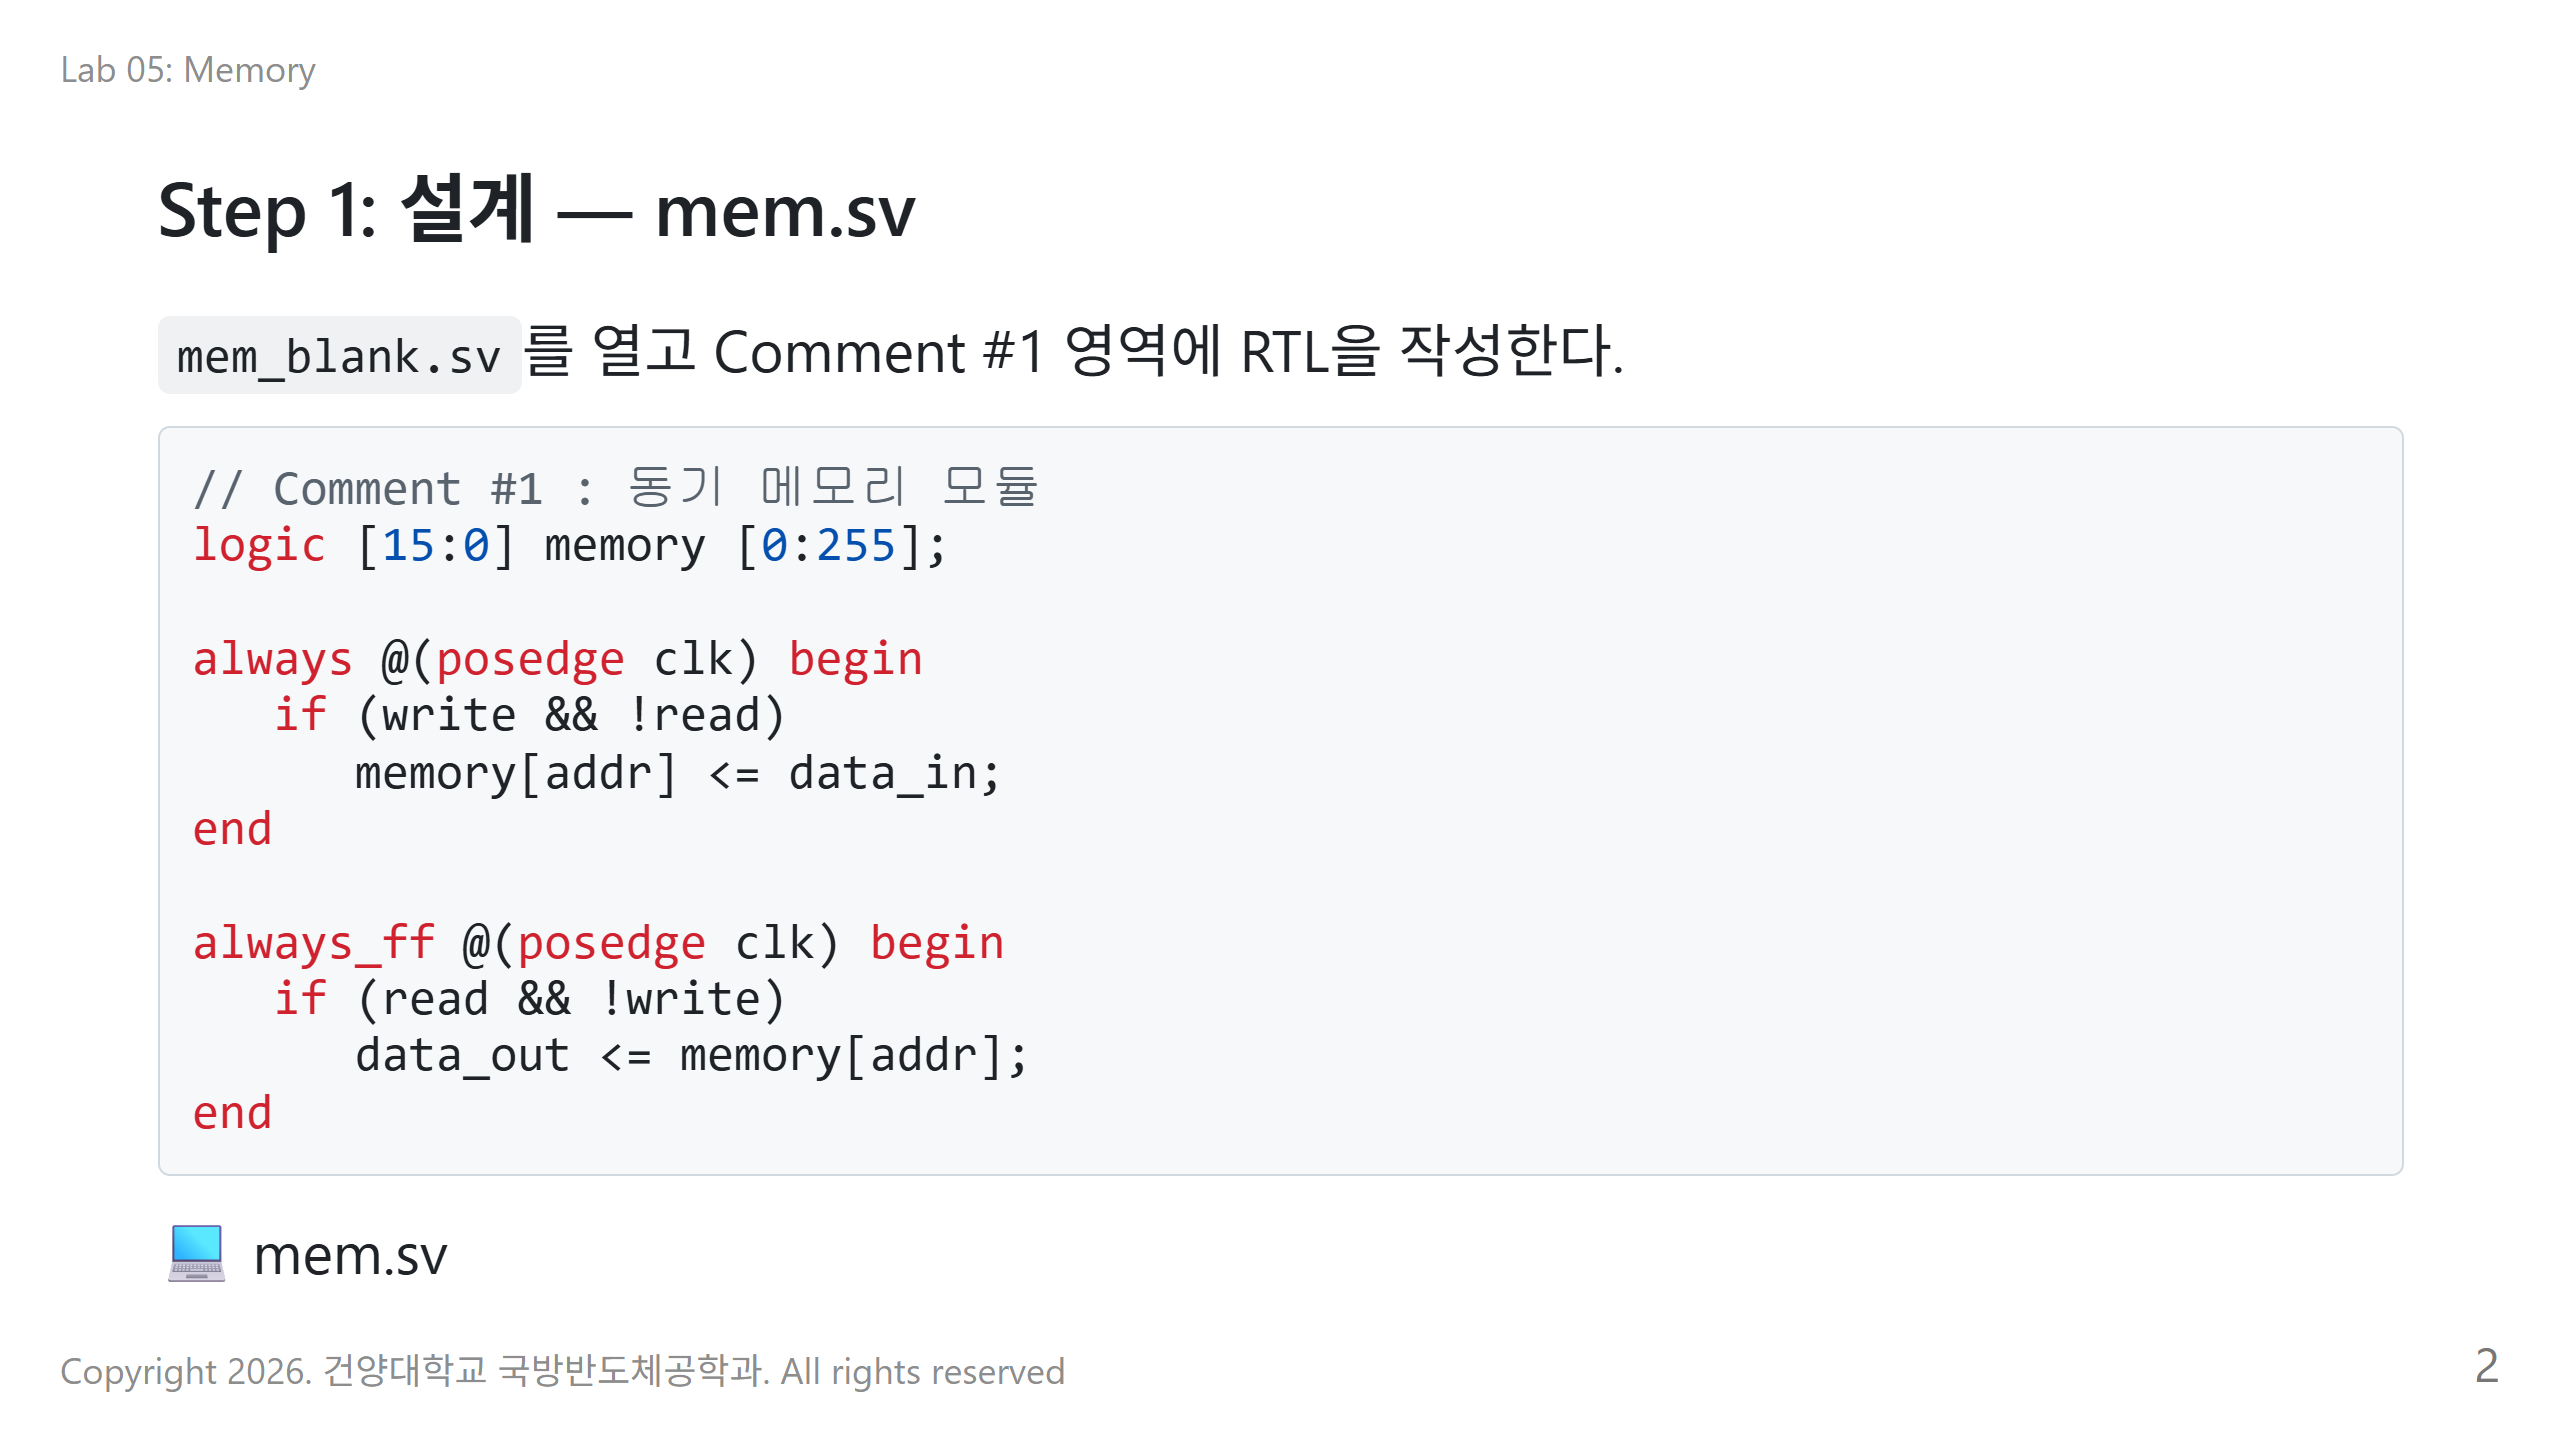 Lab 05: Memory
Step 1: 설계 — mem.sv
mem_blank.sv를 열고 Comment #1 영역에 RTL을 작성한다.
// Comment #1 : 동기 메모리 모듈
logic [15:0] memory [0:255];
always @(posedge clk) begin
    if (write && !read)
        memory[addr] <= data_in;
end
always_ff @(posedge clk) begin
    if (read && !write)
        data_out <= memory[addr];
end
mem.sv
Copyright 2026. 건양대학교 국방반도체공학과. All rights reserved
2